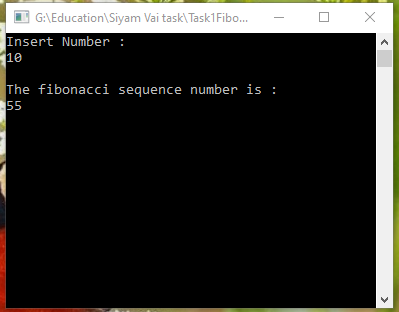 G:\Education\Siyam Vai task\Task1Fibo...
Insert Number :
10
The fibonacci sequence number is :
55